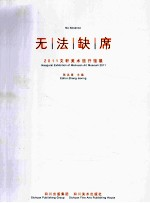 No Absence
无法缺席
2011文轩美术馆开馆展
Inaugural Exhibition of Wenxuan Art Museum 2011
四川出版集团 四川美术出版社
Sichuan Publishing Group Sichuan Fine Arts Publishing House